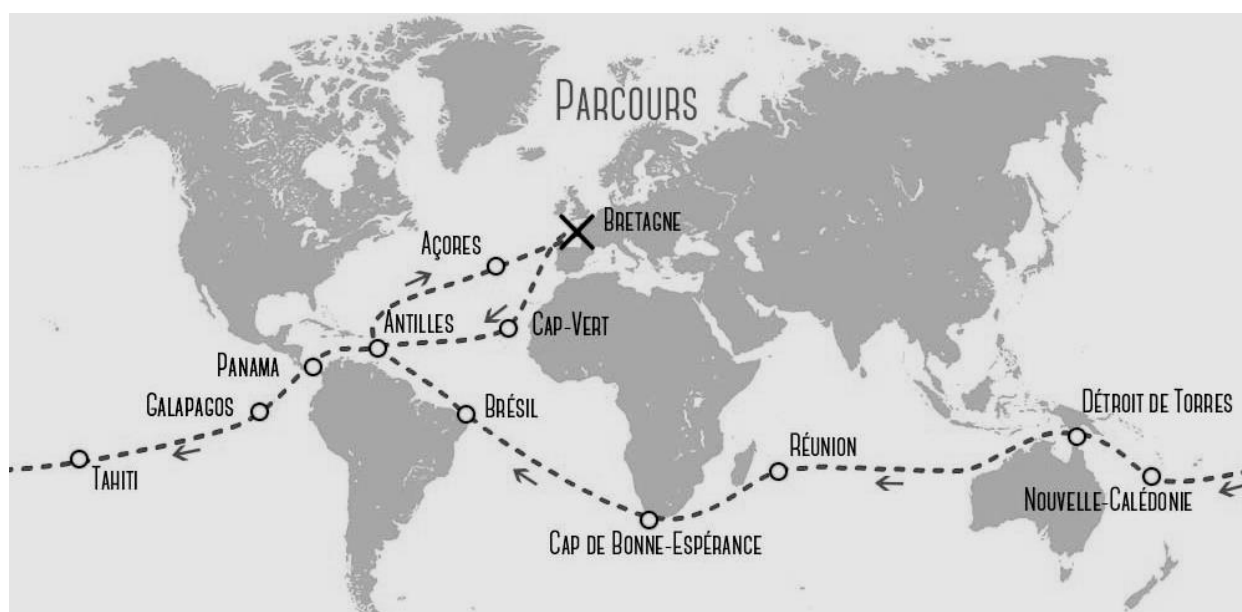 PARCOURS
BRETAGNE
AÇORES
ANTILLES
CAP-VERT
PANAMA
GALAPAGOS
BRÉSIL
DÉTROIT DE TORRES
RÉUNION
TAHITI
NOUVELLE-CALÉDONIE
CAP DE BONNE-ESPÉRANCE